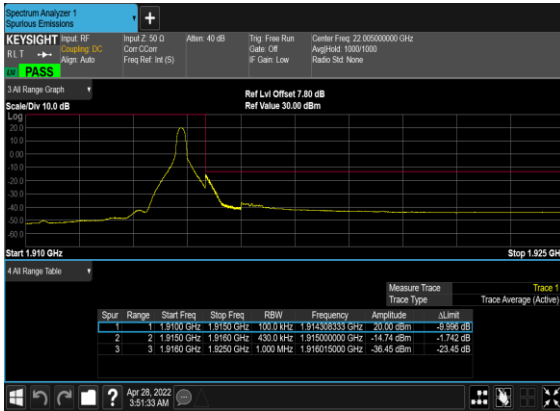 Spectrum Analyzer 1
Spurious Emissions
KEYSIGHT Input: RF Input Z: 50 Ω Atten: 40 dB Trig: Free Run Center Freq: 22.005000000 GHz
RLT Coupling: DC Corr CCorr Gate: Off Avg|Hold: 1000/1000
Align: Auto Freq Ref: Int (S) IF Gain: Low Radio Std: None
PASS
3 All Range Graph
Ref Lvl Offset 7.80 dB
Scale/Div 10.0 dB Ref Value 30.00 dBm
Log
20.0
10.0
0.00
-10.0
-20.0
-30.0
-40.0
-50.0
-60.0
Start 1.910 GHz Stop 1.925 GH
4 All Range Table
Measure Trace Trace 1
Trace Type Trace Average (Active)
Spur Range Start Freq Stop Freq RBW Frequency Amplitude ΔLimit
1 1 1.9100 GHz 1.9150 GHz 100.0 kHz 1.914308333 GHz 20.00 dBm -9.996 dB
2 2 1.9150 GHz 1.9160 GHz 430.0 kHz 1.915000000 GHz -14.74 dBm -1.742 dB
3 3 1.9160 GHz 1.9250 GHz 1.000 MHz 1.916015000 GHz -36.45 dBm -23.45 dB
? Apr 28, 2022
3:51:33 AM